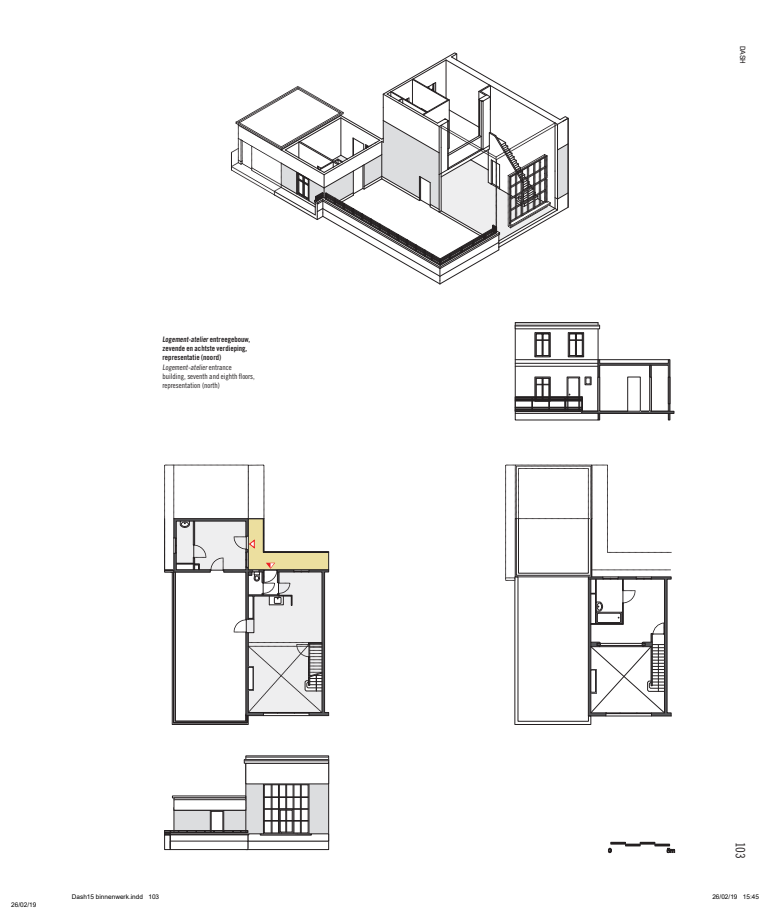 DASH
Logement-atelier entreegebouw,
zevende en achtste verdieping,
representatie (noord)
Logement-atelier entrance
building, seventh and eighth floors,
representation (north)
0 5m
103
Dash15 binnenwerk.indd 103
26/02/19 15:45
26/02/19